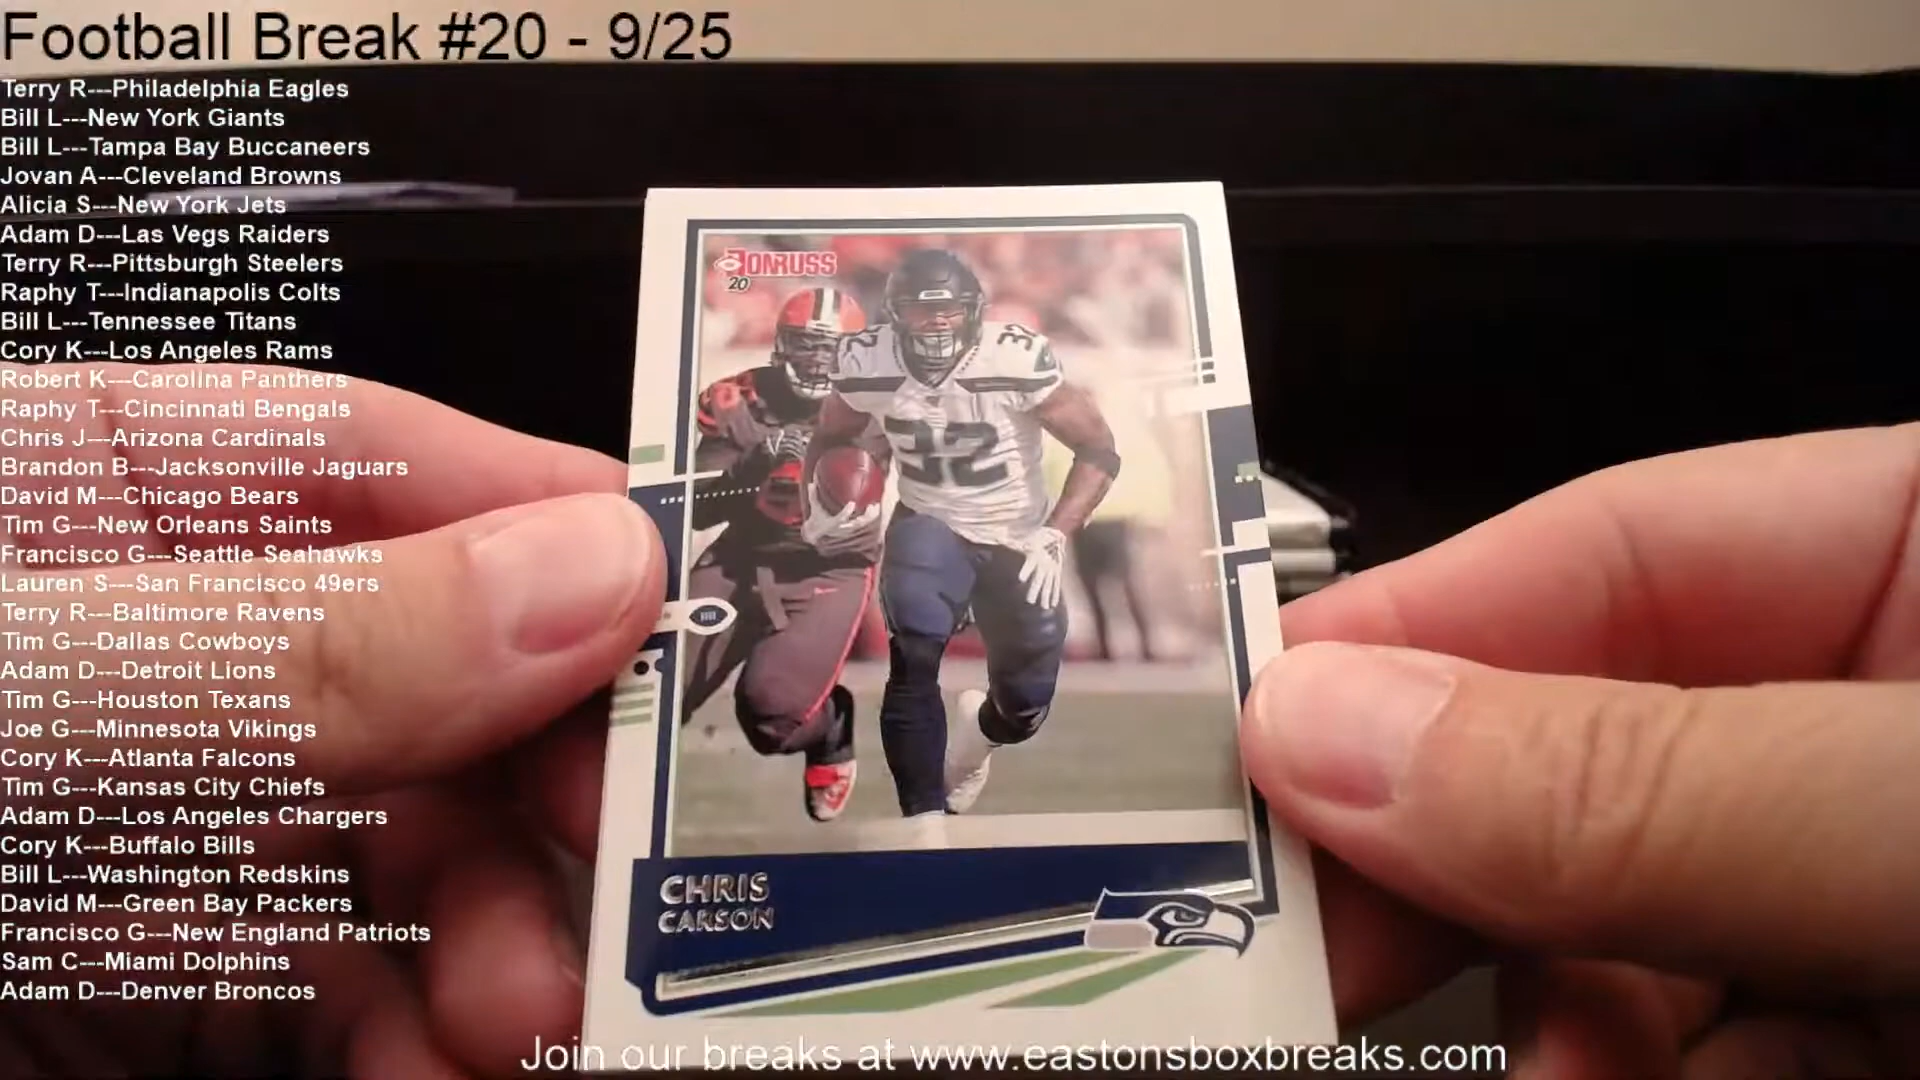 Football Break #20 - 9/25
Terry R---Philadelphia Eagles
Bill L---New York Giants
Bill L---Tampa Bay Buccaneers
Jovan A---Cleveland Browns
Alicia S---New York Jets
Adam D---Las Vegs Raiders
Terry R---Pittsburgh Steelers
Raphy T---Indianapolis Colts
Bill L---Tennessee Titans
Cory K---Los Angeles Rams
Robert K---Carolina Panthers
Raphy T---Cincinnati Bengals
Chris J---Arizona Cardinals
Brandon B---Jacksonville Jaguars
David M---Chicago Bears
Tim G---New Orleans Saints
Francisco G---Seattle Seahawks
Lauren S---San Francisco 49ers
Terry R---Baltimore Ravens
Tim G---Dallas Cowboys
Adam D---Detroit Lions
Tim G---Houston Texans
Joe G---Minnesota Vikings
Cory K---Atlanta Falcons
Tim G---Kansas City Chiefs
Adam D---Los Angeles Chargers
Cory K---Buffalo Bills
Bill L---Washington Redskins
David M---Green Bay Packers
Francisco G---New England Patriots
Sam C---Miami Dolphins
Adam D---Denver Broncos
DONRUSS
20
32
32
32
CHRIS
CARSON
Join our breaks at www.eastonsboxbreaks.com